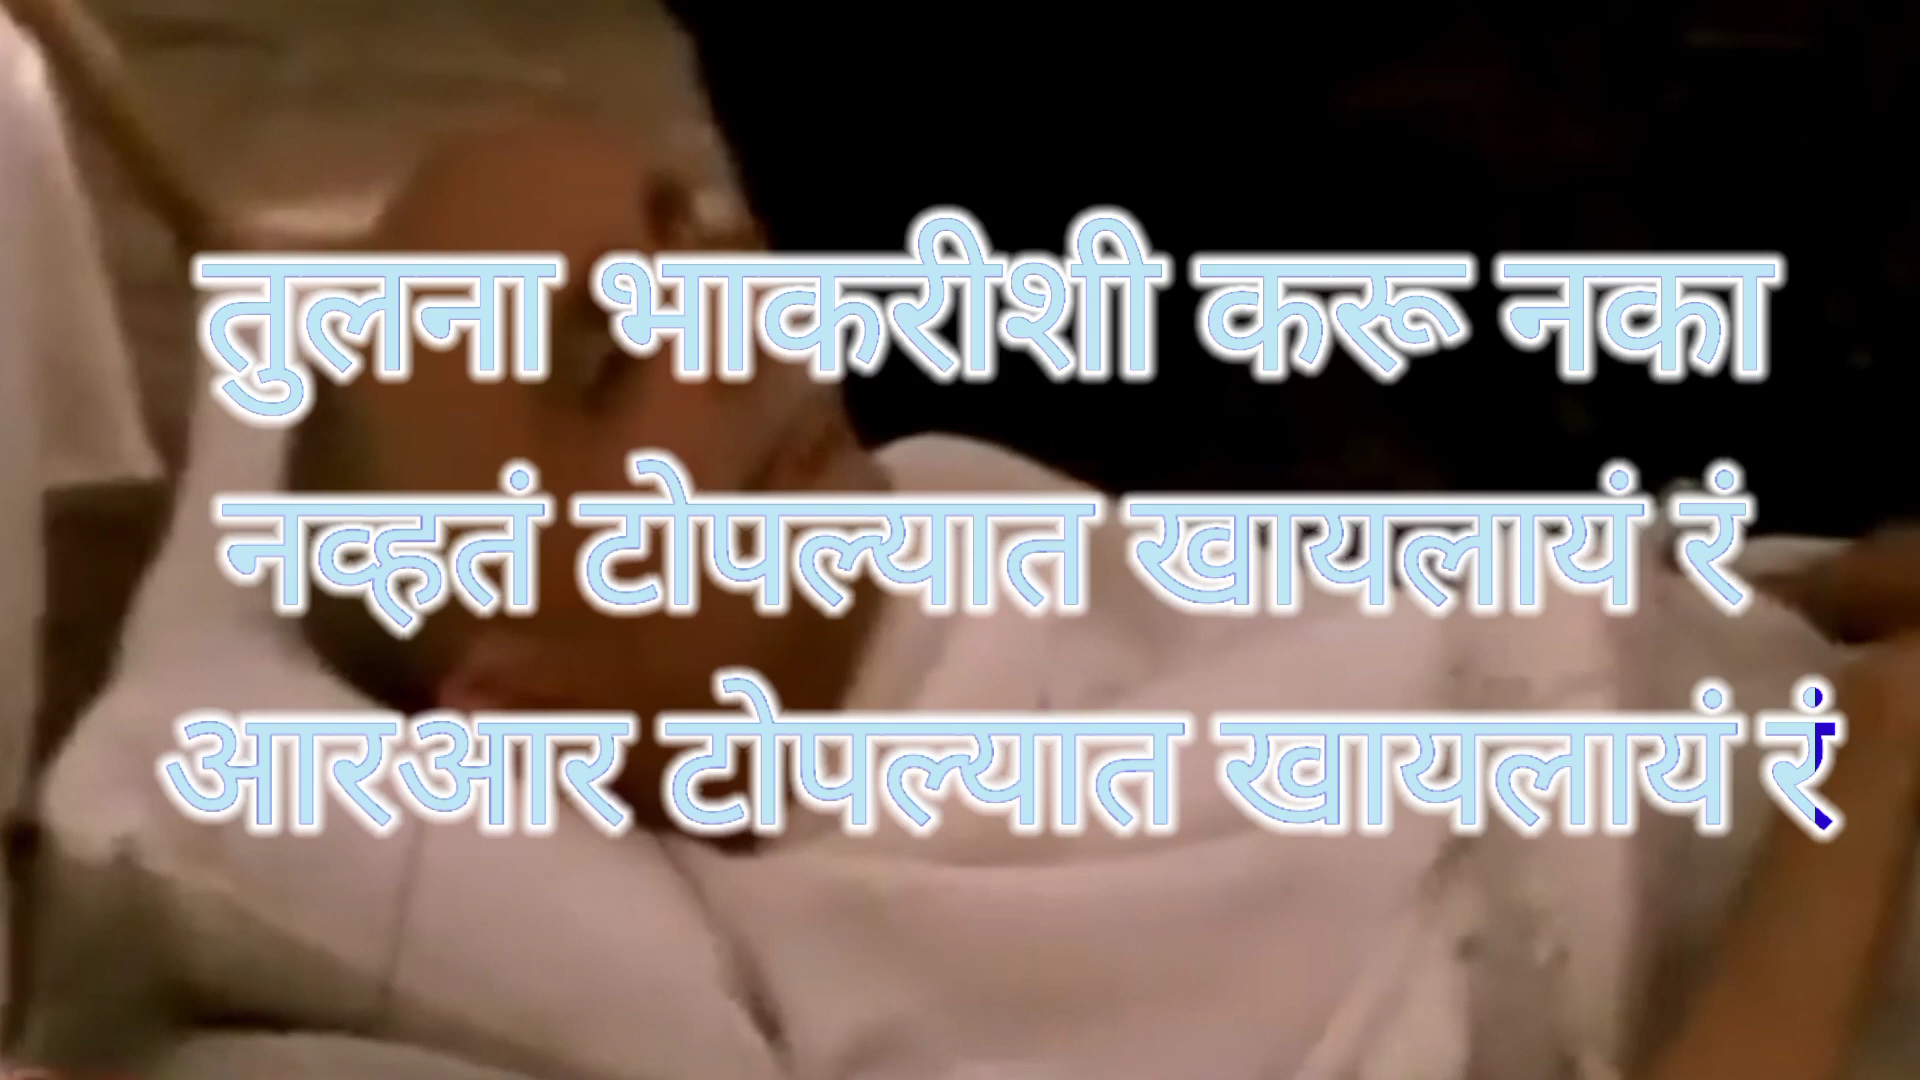 तुलना भाकरीशी करू नका
नव्हतं टोपल्यात खायलायं रं
आरआर टोपल्यात खायलायं रं